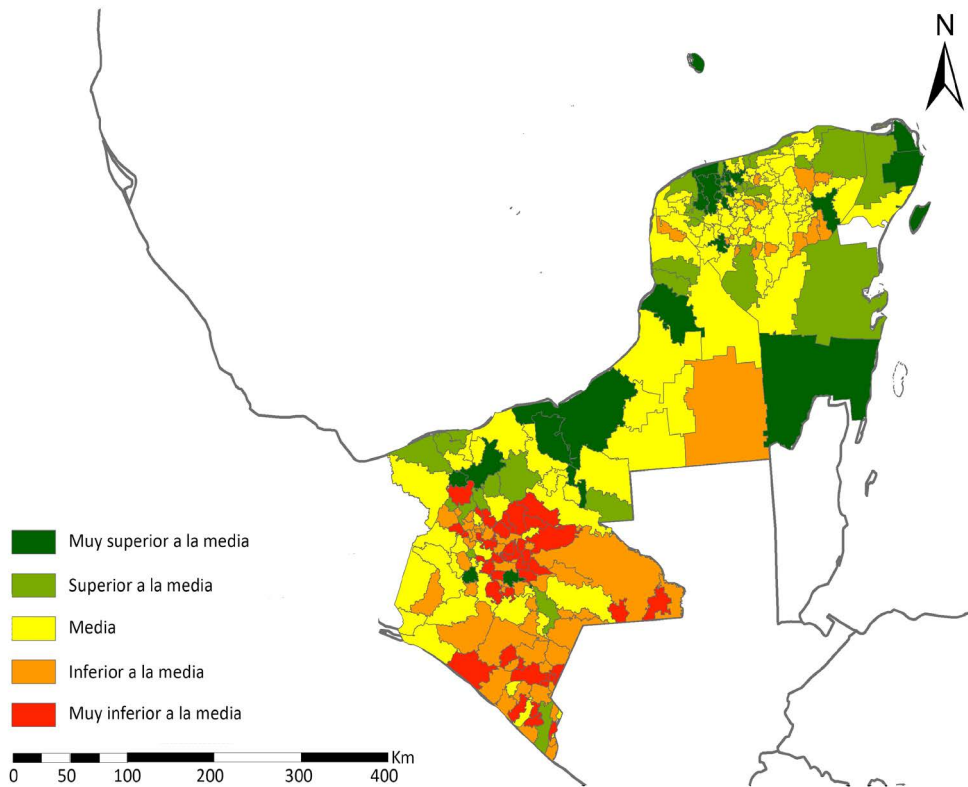 N
Muy superior a la media
Superior a la media
Media
Inferior a la media
Muy inferior a la media
Km
0 50 100 200 300 400